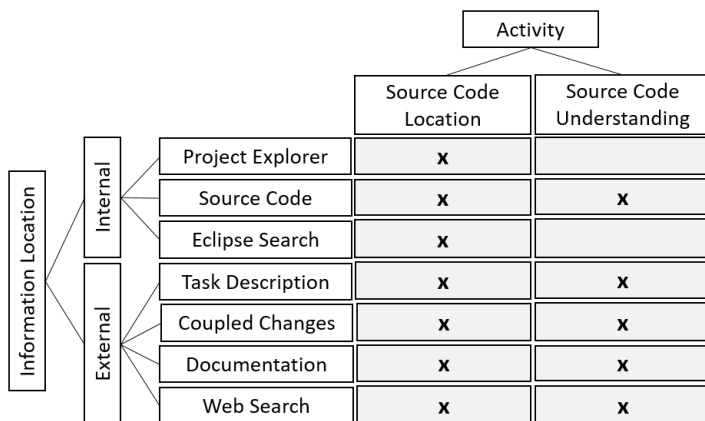 Activity
Source Code Location
Source Code Understanding
Information Location
Internal
Project Explorer x
Source Code x x
Eclipse Search x
External
Task Description x x
Coupled Changes x x
Documentation x x
Web Search x x